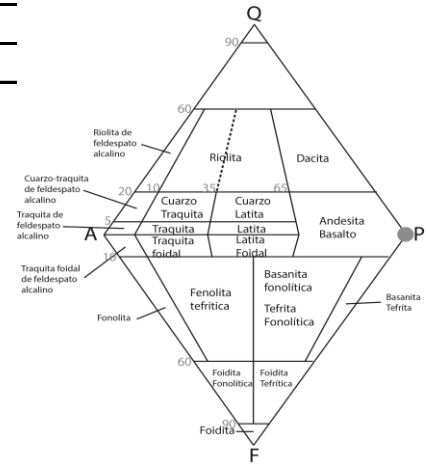 Q
90
60
Riolita de
feldespato
alcalino
Riolita
Dacita
Cuarzo-traquita
de feldespato
alcalino
20
10
35
65
Cuarzo
Traquita
Cuarzo
Latita
Traquita de
feldespato
alcalino
5
A
Traquita
Latita
Andesita
Basalto
P
Traquita
foidal
Latita
Foidal
10
Traquita foidal
de feldespato
alcalino
Fonolita
Fenolita
tefritica
Basanita
fonolítica
Tefrita
Fonolítica
Basanita
Tefríta
60
Foidita
Fonolítica
Foidita
Tefrítica
90
Foidita
F